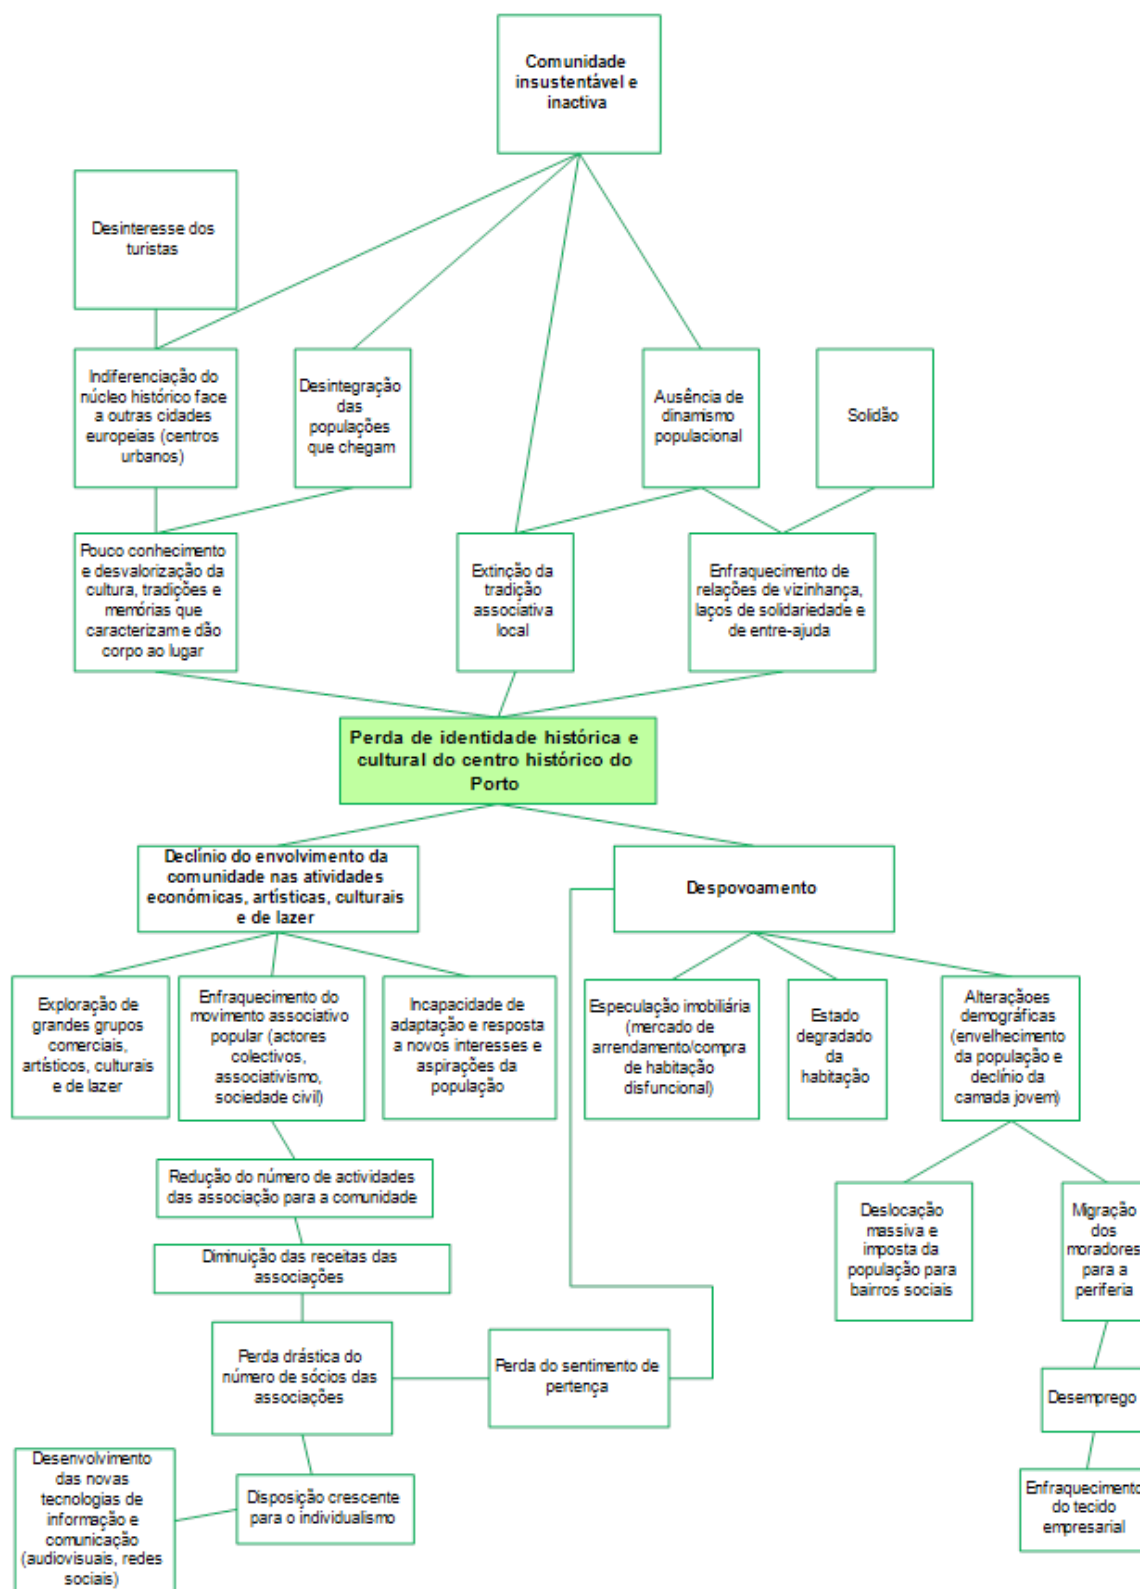 Comunidade
insustentável e
inactiva
Desinteresse dos
turistas
Indiferenciação do
núcleo histórico face
a outras cidades
europeias (centros
urbanos)
Desintegração
das
populações
que chegam
Ausência de
dinamismo
populacional
Solidão
Pouco conhecimento
e desvalorização da
cultura, tradições e
memórias que
caracterizam e dão
corpo ao lugar
Extinção da
tradição
associativa
local
Enfraquecimento de
relações de vizinhança,
laços de solidariedade e
de entre-ajuda
Perda de identidade histórica e
cultural do centro histórico do
Porto
Declínio do envolvimento da
comunidade nas atividades
económicas, artísticas, culturais
e de lazer
Despovoamento
Exploração de
grandes grupos
comerciais,
artísticos, culturais
e de lazer
Enfraquecimento do
movimento associativo
popular (actores
colectivos,
associativismo,
sociedade civil)
Incapacidade de
adaptação e resposta
a novos interesses e
aspirações da
população
Especulação imobiliária
(mercado de
arrendamento/compra
de habitação
disfuncional)
Estado
degradado
da
habitação
Alteraçãoes
demográficas
(envelhecimento
da população e
declínio da
camada jovem)
Redução do número de actividades
das associação para a comunidade
Diminuição das receitas das
associações
Perda drástica do
número de sócios das
associações
Perda do sentimento de
pertença
Deslocação
massiva e
imposta da
população para
bairros sociais
Migração
dos
moradores
para a
periferia
Desemprego
Enfraquecimento
do tecido
empresarial
Desenvolvimento
das novas
tecnologias de
informação e
comunicação
(audiovisuais, redes
sociais)
Disposição crescente
para o individualismo